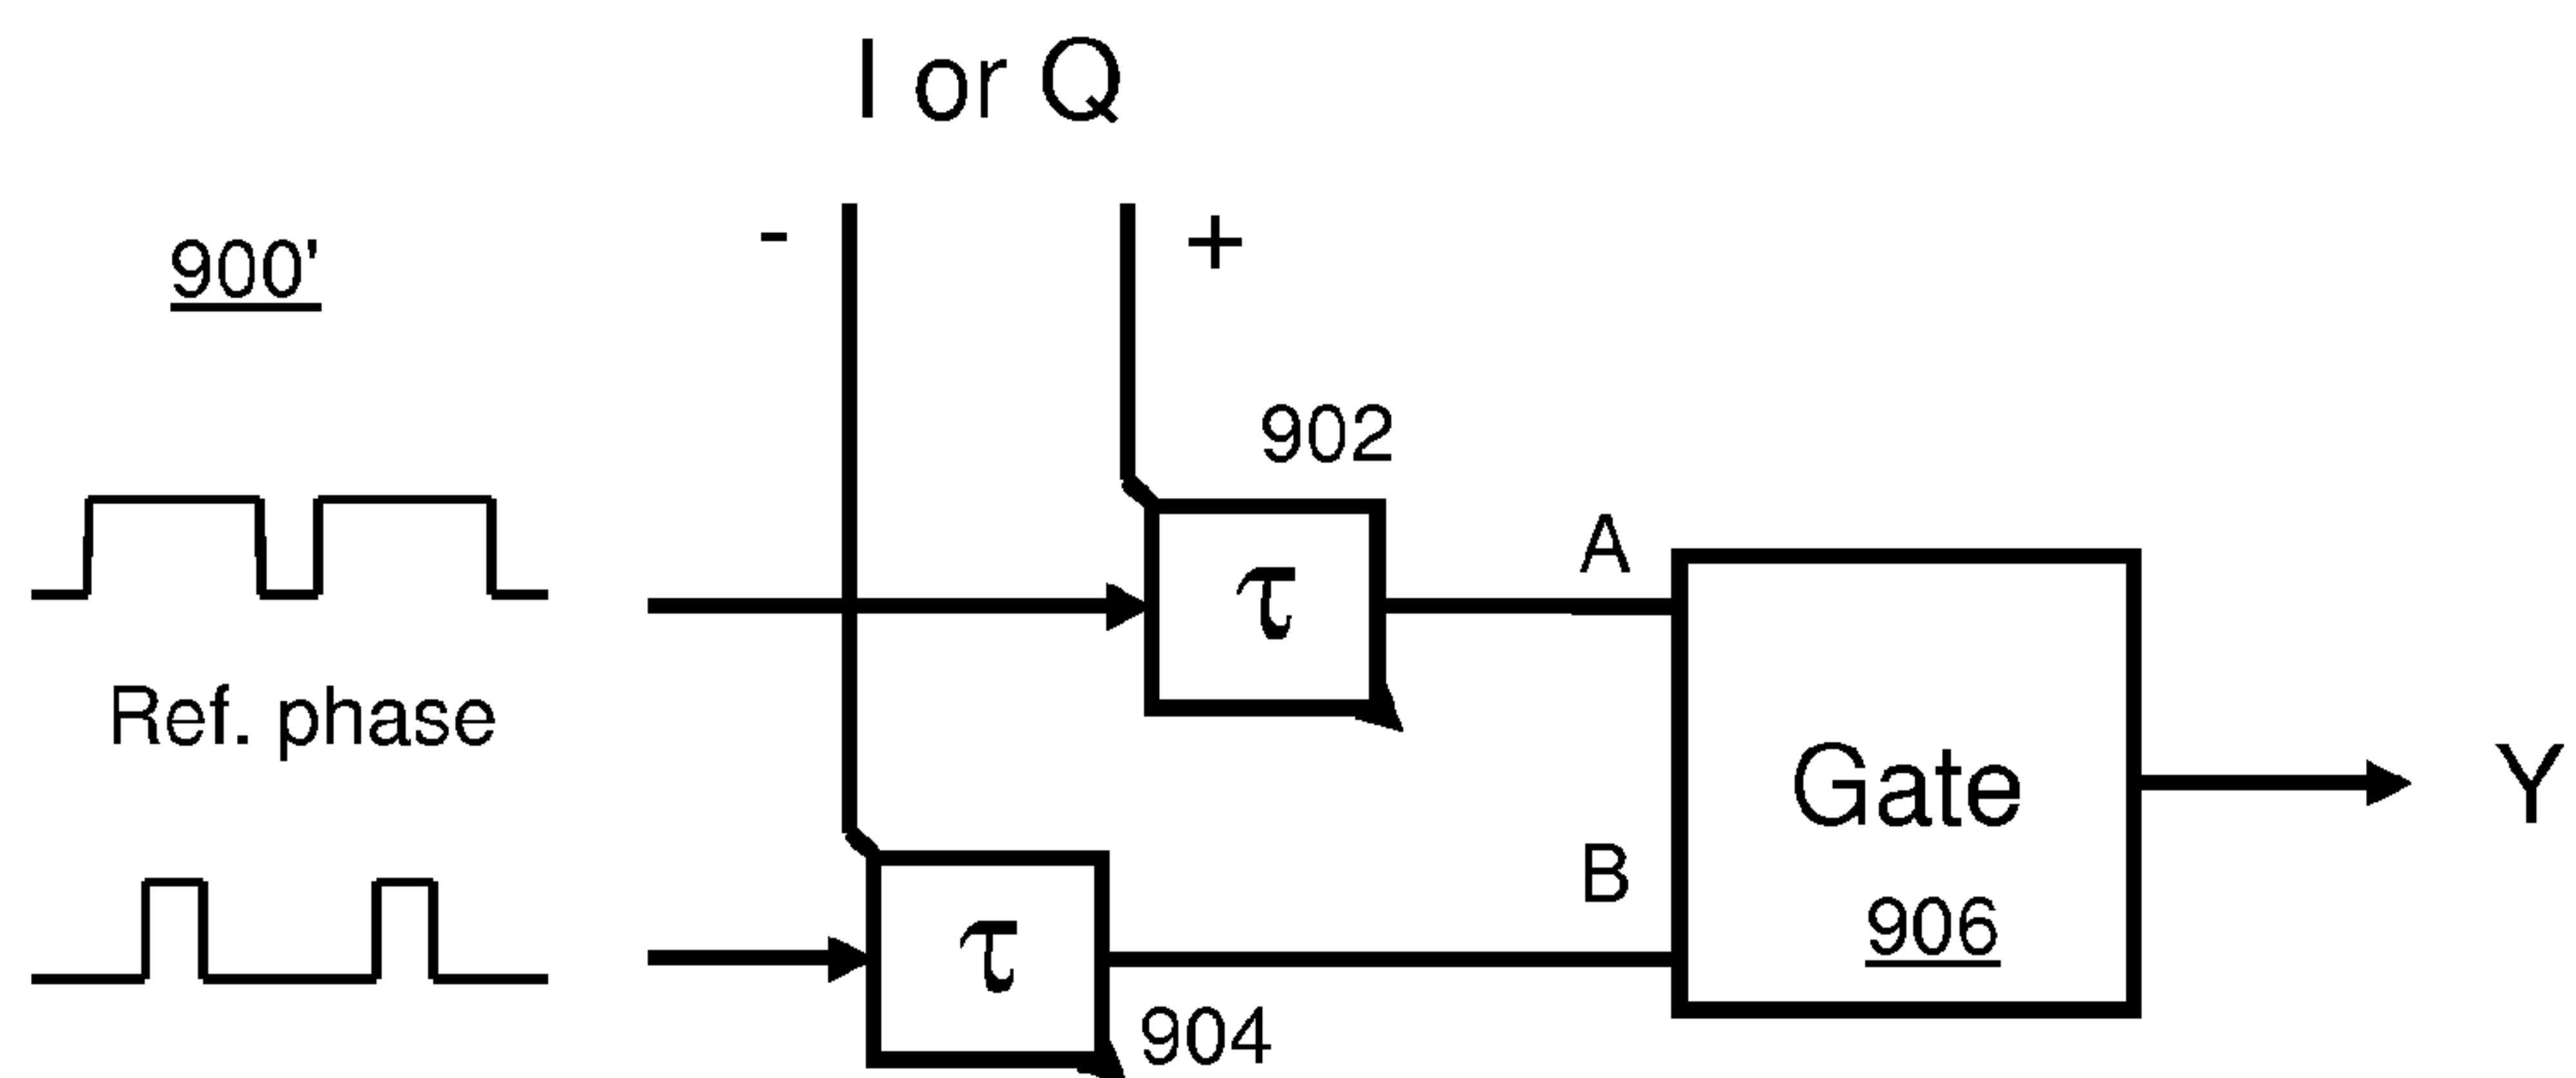 I or Q
- +
900'
902
τ
A
Ref. phase
Gate
Y
B
906
τ
904